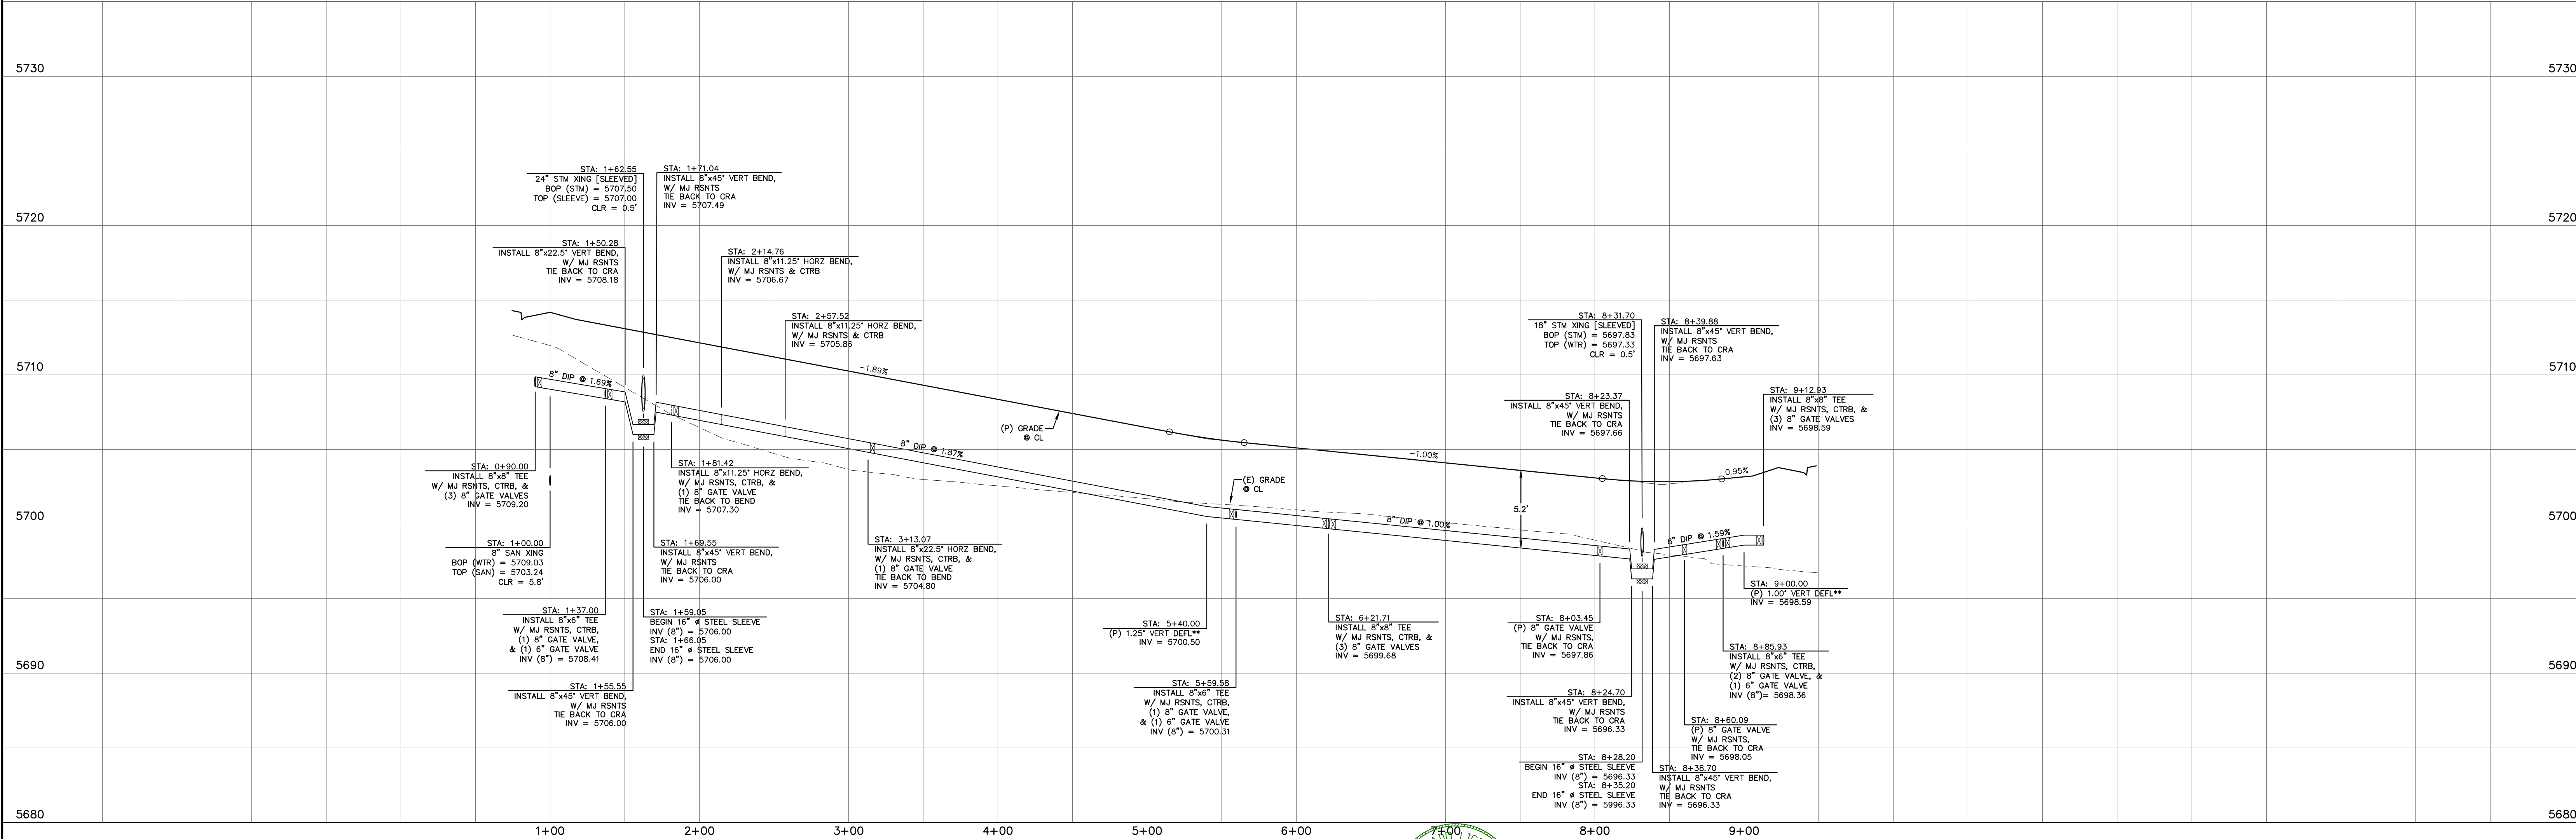 5730
5730
5720
5720
5710
5710
5700
5700
5690
5690
5680
5680
STA: 1+62.55
24" STM XING [SLEEVED]
BOP (STM) = 5707.50
TOP (SLEEVE) = 5707.00
CLR = 0.5'
STA: 1+71.04
INSTALL 8"x45° VERT BEND,
W/ MJ RSNTS
TIE BACK TO CRA
INV = 5707.49
STA: 1+50.28
INSTALL 8"x22.5° VERT BEND,
W/ MJ RSNTS
TIE BACK TO CRA
INV = 5708.18
STA: 2+14.76
INSTALL 8"x11.25° HORZ BEND,
W/ MJ RSNTS & CTRB
INV = 5706.67
STA: 2+57.52
INSTALL 8"x11.25° HORZ BEND,
W/ MJ RSNTS & CTRB
INV = 5705.86
STA: 8+31.70
18" STM XING [SLEEVED]
BOP (STM) = 5697.83
TOP (WTR) = 5697.33
CLR = 0.5'
STA: 8+39.88
INSTALL 8"x45° VERT BEND,
W/ MJ RSNTS
TIE BACK TO CRA
INV = 5697.63
STA: 8+23.37
INSTALL 8"x45° VERT BEND,
W/ MJ RSNTS
TIE BACK TO CRA
INV = 5697.66
STA: 9+12.93
INSTALL 8"x8" TEE
W/ MJ RSNTS, CTRB, &
(3) 8" GATE VALVES
INV = 5698.59
8" DIP @ 1.69%
-1.89%
(P) GRADE
@ CL
8" DIP @ 1.87%
-1.00%
0.95%
(E) GRADE
@ CL
5.2'
8" DIP @ 1.00%
8" DIP @ 1.59%
STA: 0+90.00
INSTALL 8"x8" TEE
W/ MJ RSNTS, CTRB, &
(3) 8" GATE VALVES
INV = 5709.20
STA: 1+81.42
INSTALL 8"x11.25° HORZ BEND,
W/ MJ RSNTS, CTRB, &
(1) 8" GATE VALVE
TIE BACK TO BEND
INV = 5707.30
STA: 1+00.00
8" SAN XING
BOP (WTR) = 5709.03
TOP (SAN) = 5703.24
CLR = 5.8'
STA: 1+69.55
INSTALL 8"x45° VERT BEND,
W/ MJ RSNTS
TIE BACK TO CRA
INV = 5706.00
STA: 3+13.07
INSTALL 8"x22.5° HORZ BEND,
W/ MJ RSNTS, CTRB, &
(1) 8" GATE VALVE
TIE BACK TO BEND
INV = 5704.80
STA: 1+37.00
INSTALL 8"x6" TEE
W/ MJ RSNTS, CTRB,
(1) 8" GATE VALVE,
& (1) 6" GATE VALVE
INV (8") = 5708.41
STA: 1+59.05
BEGIN 16" ø STEEL SLEEVE
INV (8") = 5706.00
STA: 1+66.05
END 16" ø STEEL SLEEVE
INV (8") = 5706.00
STA: 1+55.55
INSTALL 8"x45° VERT BEND,
W/ MJ RSNTS
TIE BACK TO CRA
INV = 5706.00
STA: 5+40.00
(P) 1.25° VERT DEFL**
INV = 5700.50
STA: 5+59.58
INSTALL 8"x6" TEE
W/ MJ RSNTS, CTRB,
(1) 8" GATE VALVE,
& (1) 6" GATE VALVE
INV (8") = 5700.31
STA: 6+21.71
INSTALL 8"x8" TEE
W/ MJ RSNTS, CTRB, &
(3) 8" GATE VALVES
INV = 5699.68
STA: 8+03.45
(P) 8" GATE VALVE
W/ MJ RSNTS,
TIE BACK TO CRA
INV = 5697.86
STA: 9+00.00
(P) 1.00° VERT DEFL**
INV = 5698.59
STA: 8+85.93
INSTALL 8"x6" TEE
W/ MJ RSNTS, CTRB,
(2) 8" GATE VALVE, &
(1) 6" GATE VALVE
INV (8")= 5698.36
STA: 8+24.70
INSTALL 8"x45° VERT BEND,
W/ MJ RSNTS
TIE BACK TO CRA
INV = 5696.33
STA: 8+60.09
(P) 8" GATE VALVE
W/ MJ RSNTS,
TIE BACK TO CRA
INV = 5698.05
STA: 8+28.20
BEGIN 16" ø STEEL SLEEVE
INV (8") = 5696.33
STA: 8+35.20
END 16" ø STEEL SLEEVE
INV (8") = 5996.33
STA: 8+38.70
INSTALL 8"x45° VERT BEND,
W/ MJ RSNTS
TIE BACK TO CRA
INV = 5696.33
1+00
2+00
3+00
4+00
5+00
6+00
7+00
8+00
9+00